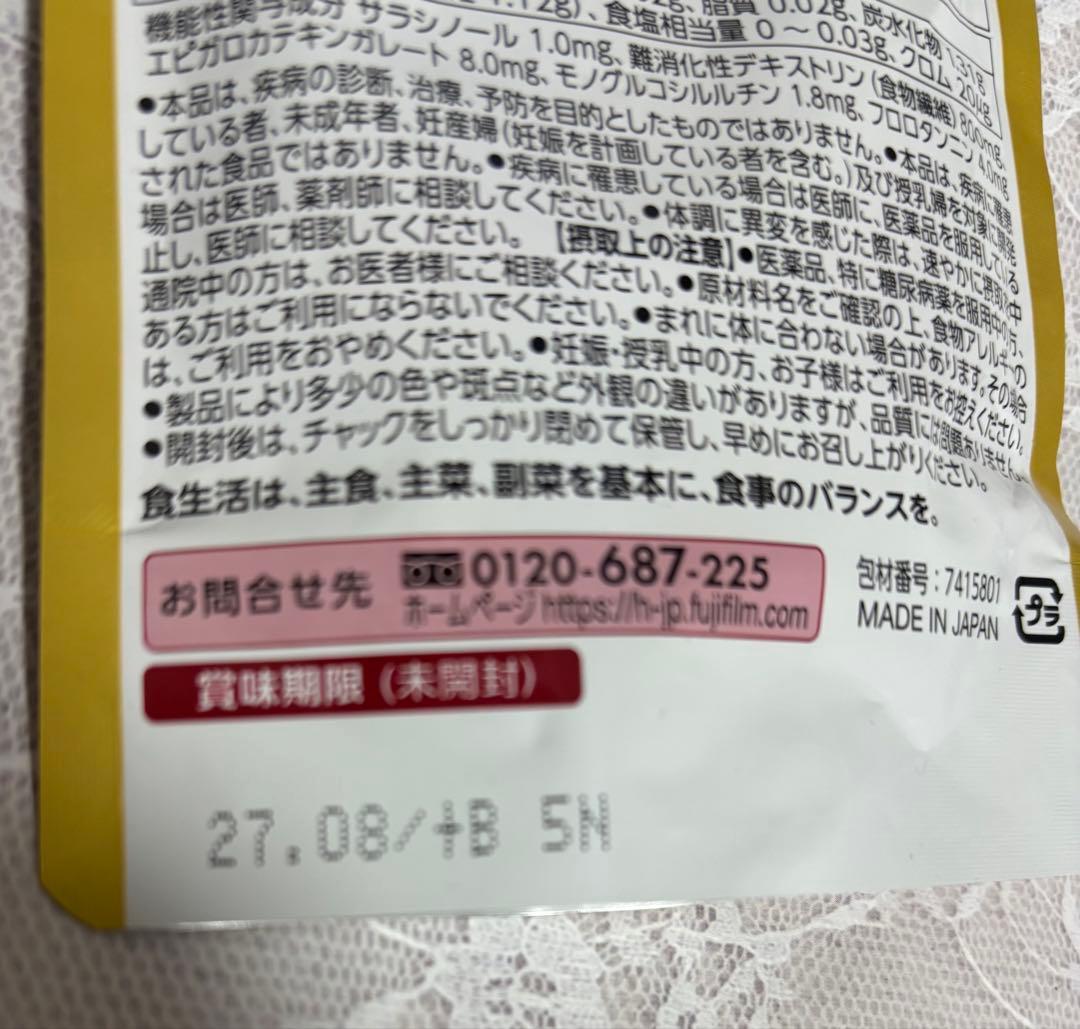 4.12g)、食塩相当量 0～0.03g、クロム 20μg
機能性関与成分 サラシノール 1.0mg、難消化性デキストリン(食物繊維) 800mg、
エピガロカテキンガレート 8.0mg、モノグルコシルルチン 1.8mg、フロロタンニン 4.0mg
●本品は、疾病の診断、治療、予防を目的としたものではありません。●本品は、疾病に罹患
している者、未成年者、妊産婦(妊娠を計画している者を含む。)及び授乳婦を対象に開発
された食品ではありません。●疾病に罹患している場合は医師に、医薬品を服用している
場合は医師、薬剤師に相談してください。●体調に異変を感じた際は、速やかに摂取を中
止し、医師に相談してください。【摂取上の注意】●医薬品、特に糖尿病薬を服用中の方、
通院中の方は、お医者様にご相談ください。●原材料名をご確認の上、食物アレルギーの
ある方はご利用にならないでください。●まれに体に合わない場合があります。その場合
は、ご利用をおやめください。●妊娠・授乳中の方、お子様はご利用をお控えください。
●製品により多少の色や斑点など外観の違いがありますが、品質には問題ありません。
●開封後は、チャックをしっかり閉めて保管し、早めにお召し上がりください。
食生活は、主食、主菜、副菜を基本に、食事のバランスを。
お問合せ先
0120-687-225
ホームページ https://h-jp.fujifilm.com
包材番号：7415801
MADE IN JAPAN
プラ
賞味期限（未開封）
27.08/+B 5N